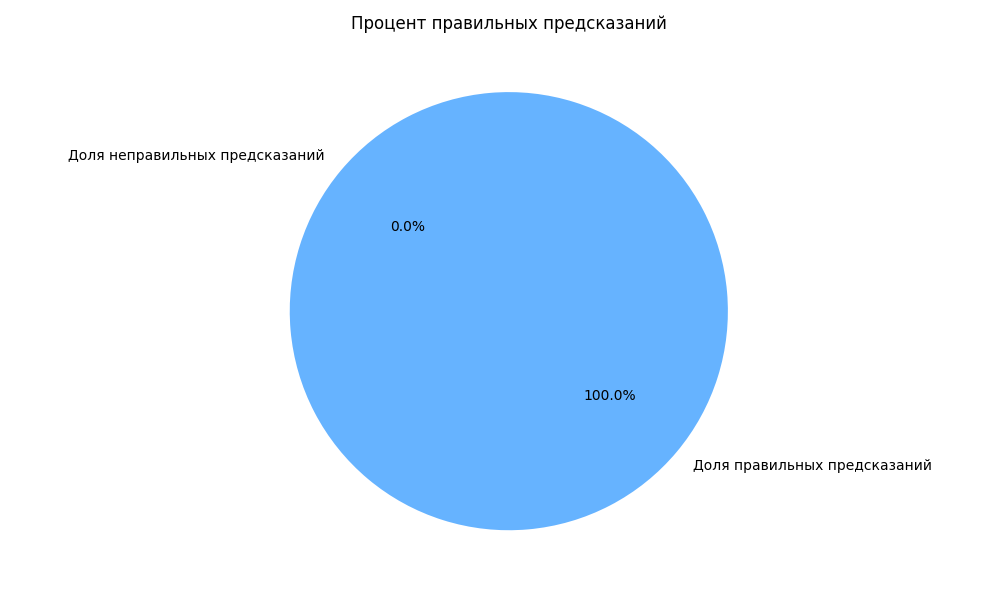 Процент правильных предсказаний
Доля неправильных предсказаний
0.0%
100.0%
Доля правильных предсказаний